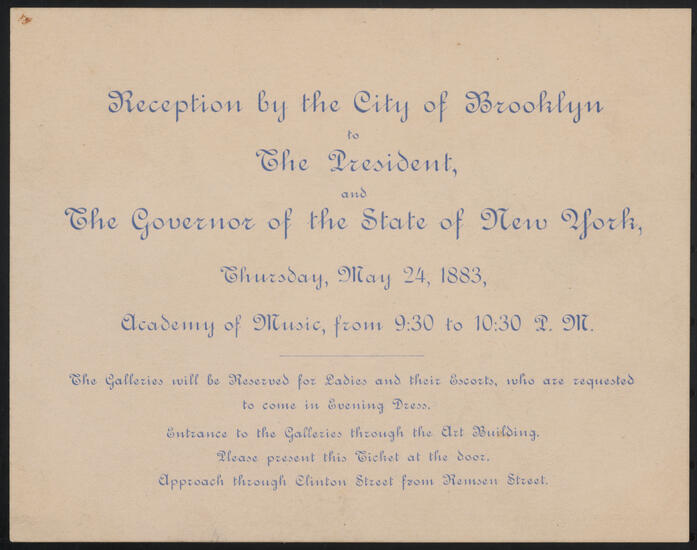 Reception by the City of Brooklyn
to
The President,
and
The Governor of the State of New York,
Thursday, May 24, 1883,
Academy of Music, from 9:30 to 10:30 P. M.
The Galleries will be Reserved for Ladies and their Escorts, who are requested
to come in Evening Dress.
Entrance to the Galleries through the Art Building.
Please present this Ticket at the door.
Approach through Clinton Street from Remsen Street.